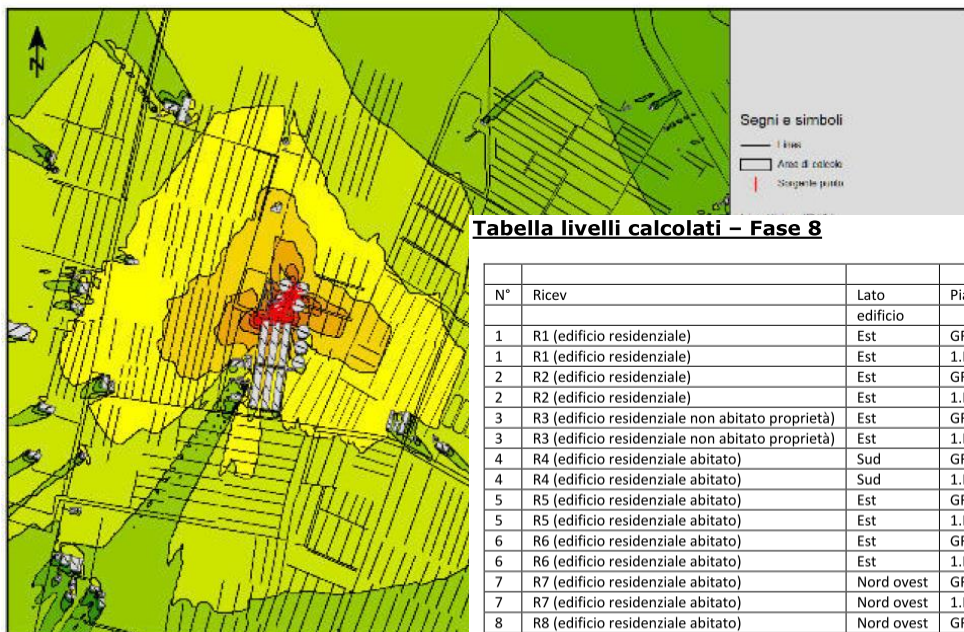 N
Segni e simboli
Linea
Area di calcolo
Sorgente punto
Tabella livelli calcolati – Fase 8
N° Ricev Lato
edificio
1 R1 (edificio residenziale) Est
1 R1 (edificio residenziale) Est
2 R2 (edificio residenziale) Est
2 R2 (edificio residenziale) Est
3 R3 (edificio residenziale non abitato proprietà) Est
3 R3 (edificio residenziale non abitato proprietà) Est
4 R4 (edificio residenziale abitato) Sud
4 R4 (edificio residenziale abitato) Sud
5 R5 (edificio residenziale abitato) Est
5 R5 (edificio residenziale abitato) Est
6 R6 (edificio residenziale abitato) Est
6 R6 (edificio residenziale abitato) Est
7 R7 (edificio residenziale abitato) Nord ovest
7 R7 (edificio residenziale abitato) Nord ovest
8 R8 (edificio residenziale abitato) Nord ovest